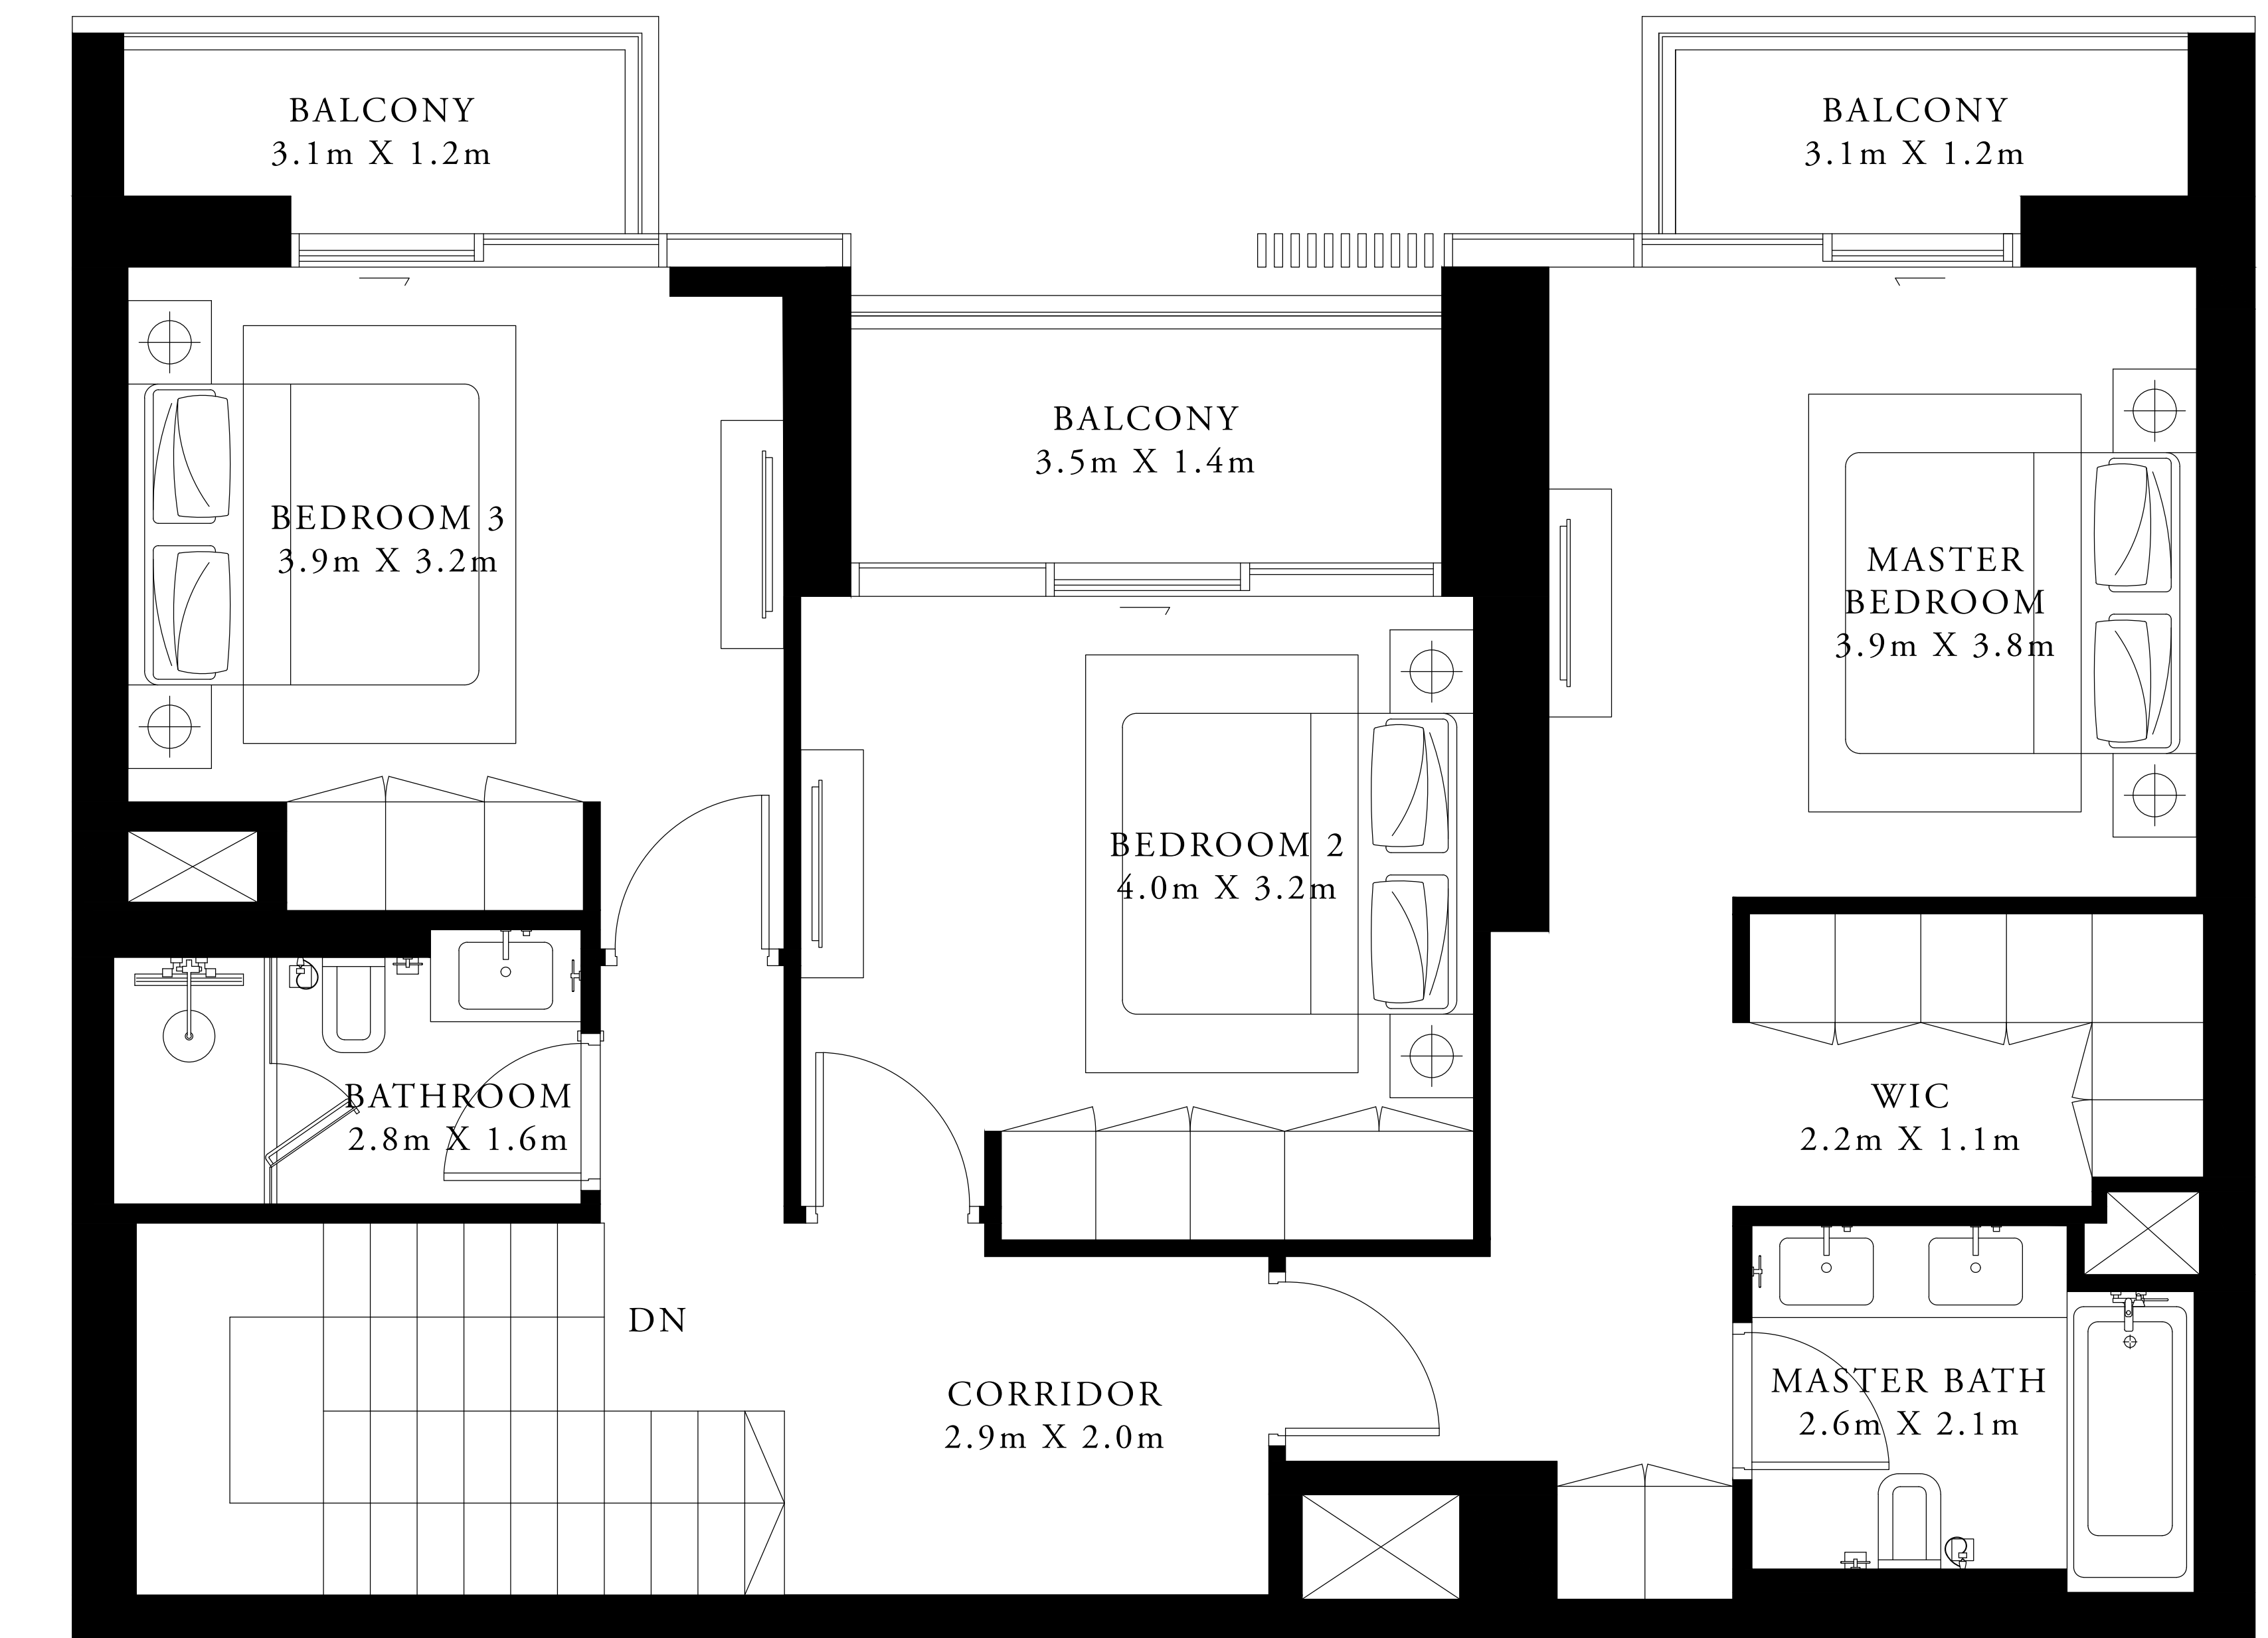 BALCONY
3.1m X 1.2m
BALCONY
3.1m X 1.2m
BALCONY
3.5m X 1.4m
BEDROOM 3
3.9m X 3.2m
MASTER
BEDROOM
3.9m X 3.8m
BEDROOM 2
4.0m X 3.2m
BATHROOM
2.8m X 1.6m
WIC
2.2m X 1.1m
DN
CORRIDOR
2.9m X 2.0m
MASTER BATH
2.6m X 2.1m